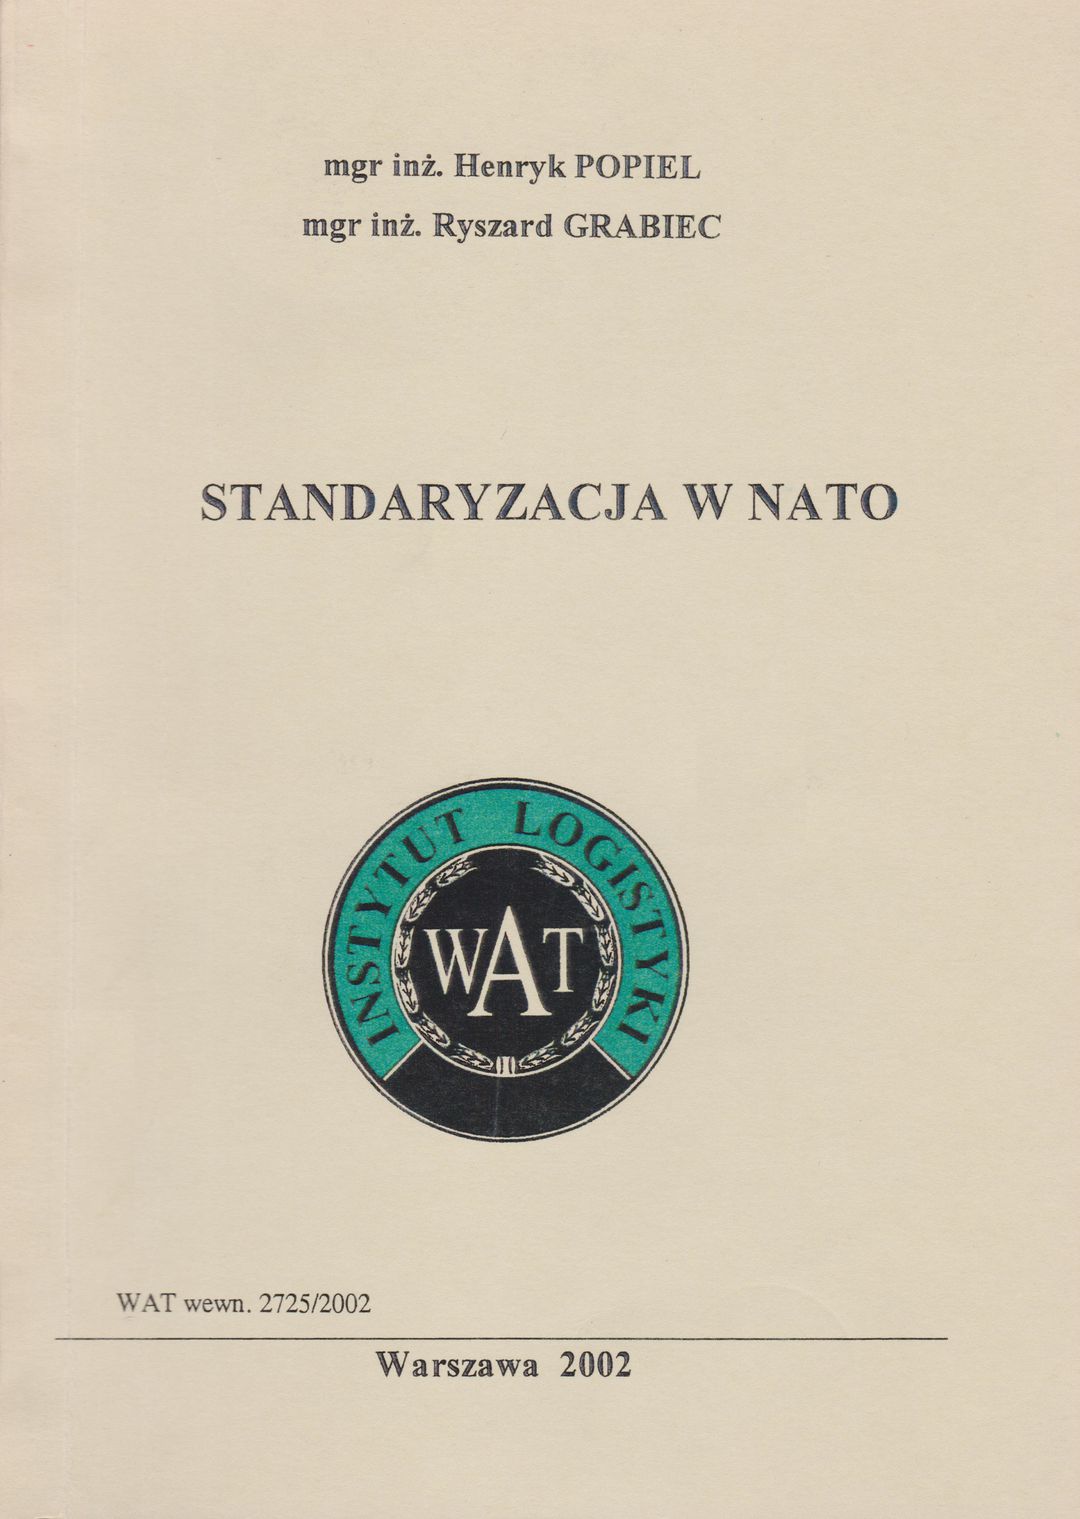 mgr inż. Henryk POPIEL
mgr inż. Ryszard GRABIEC
STANDARYZACJA W NATO
INSTYTUT LOGISTYKI
WAT
WAT wewn. 2725/2002
Warszawa 2002